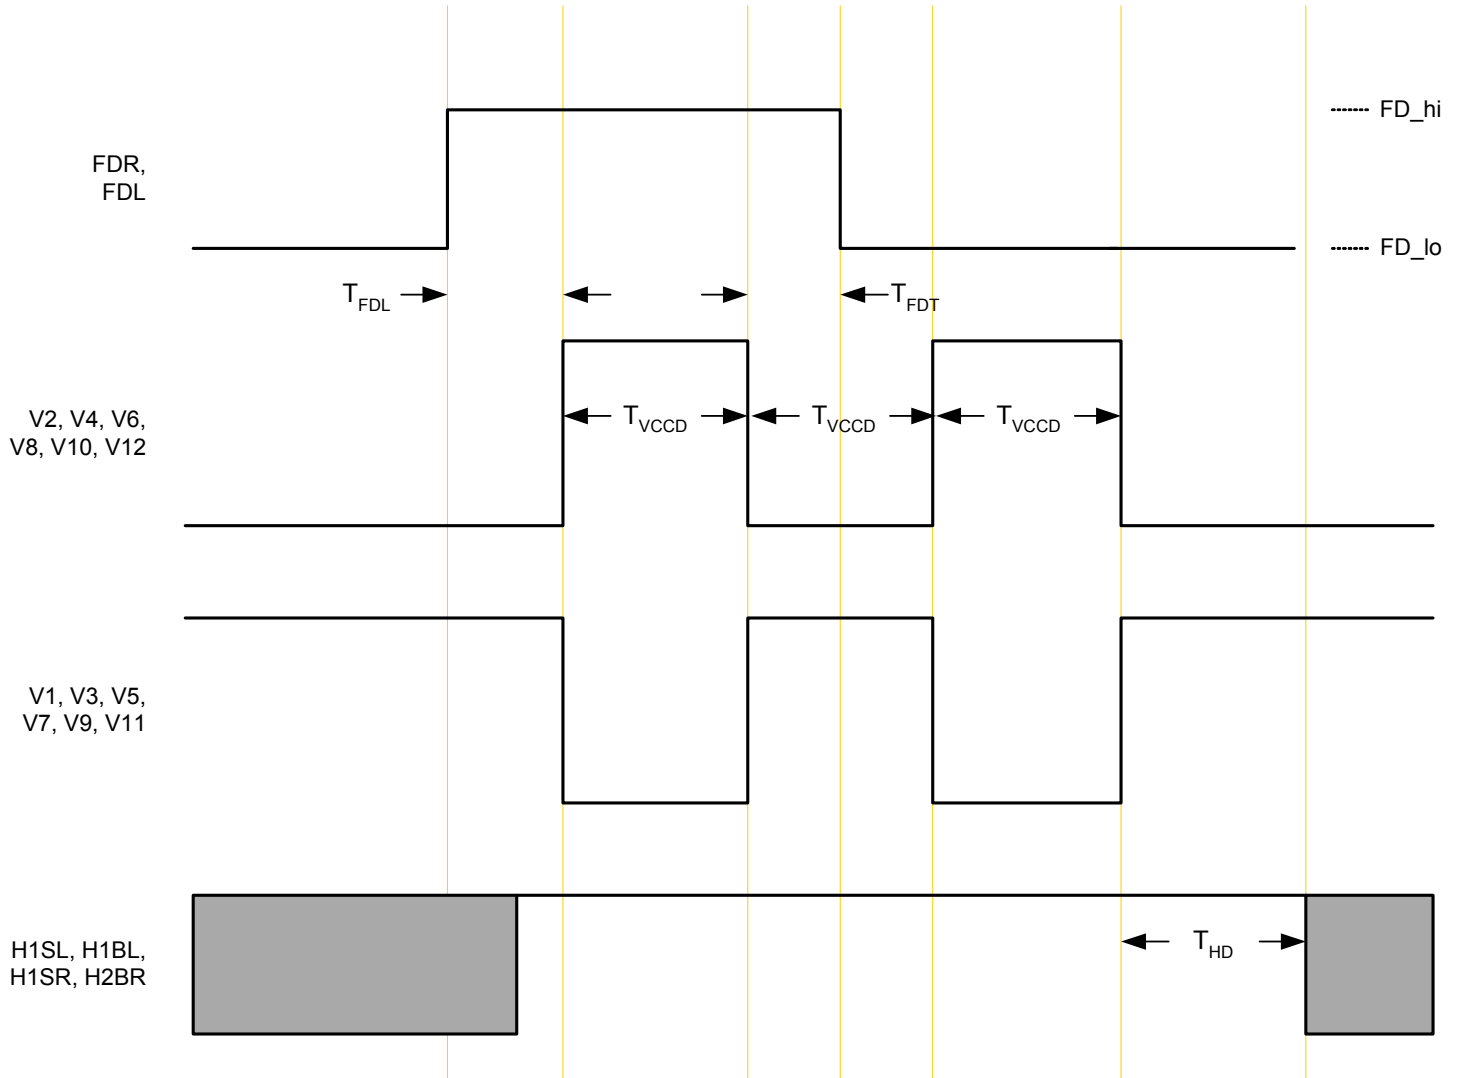 FD_hi
FDR,
FDL
FD_lo
TFDL
TFDT
V2, V4, V6,
V8, V10, V12
TVCCD
TVCCD
TVCCD
V1, V3, V5,
V7, V9, V11
H1SL, H1BL,
H1SR, H2BR
THD